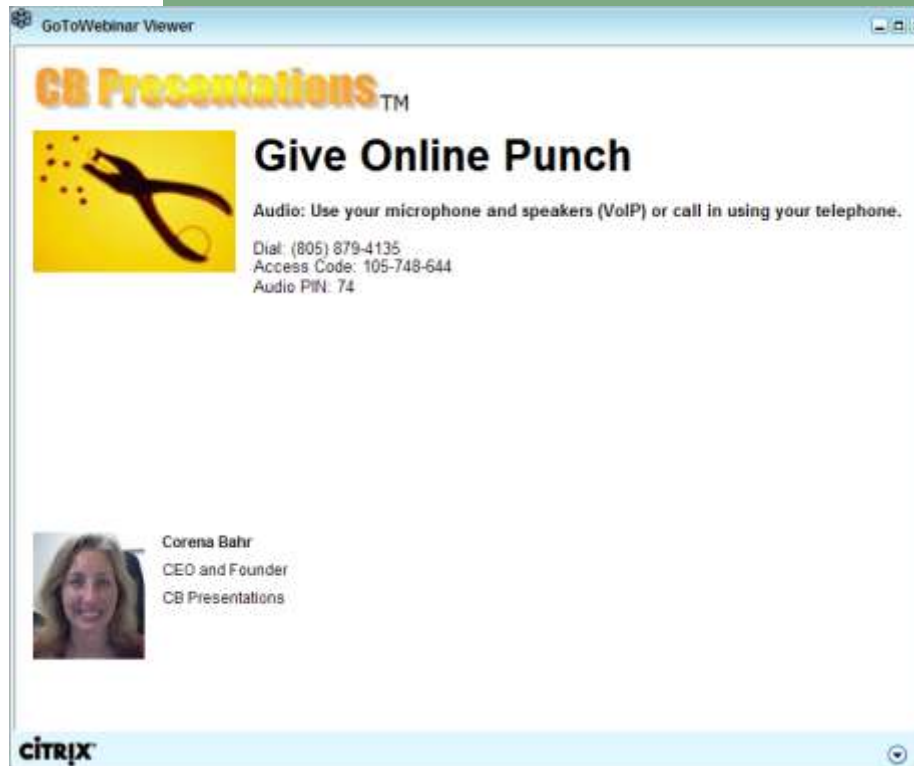 GoToWebinar Viewer
CB Presentations TM
Give Online Punch
Audio: Use your microphone and speakers (VoIP) or call in using your telephone.
Dial: (805) 879-4135
Access Code: 105-748-644
Audio PIN: 74
Corena Bahr
CEO and Founder
CB Presentations
CİTRIX